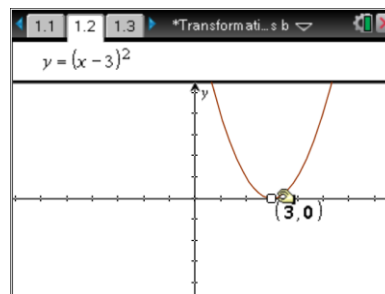 1.1 1.2 1.3 *Transformati...s b
y=(x-3)²
y
(3,0)